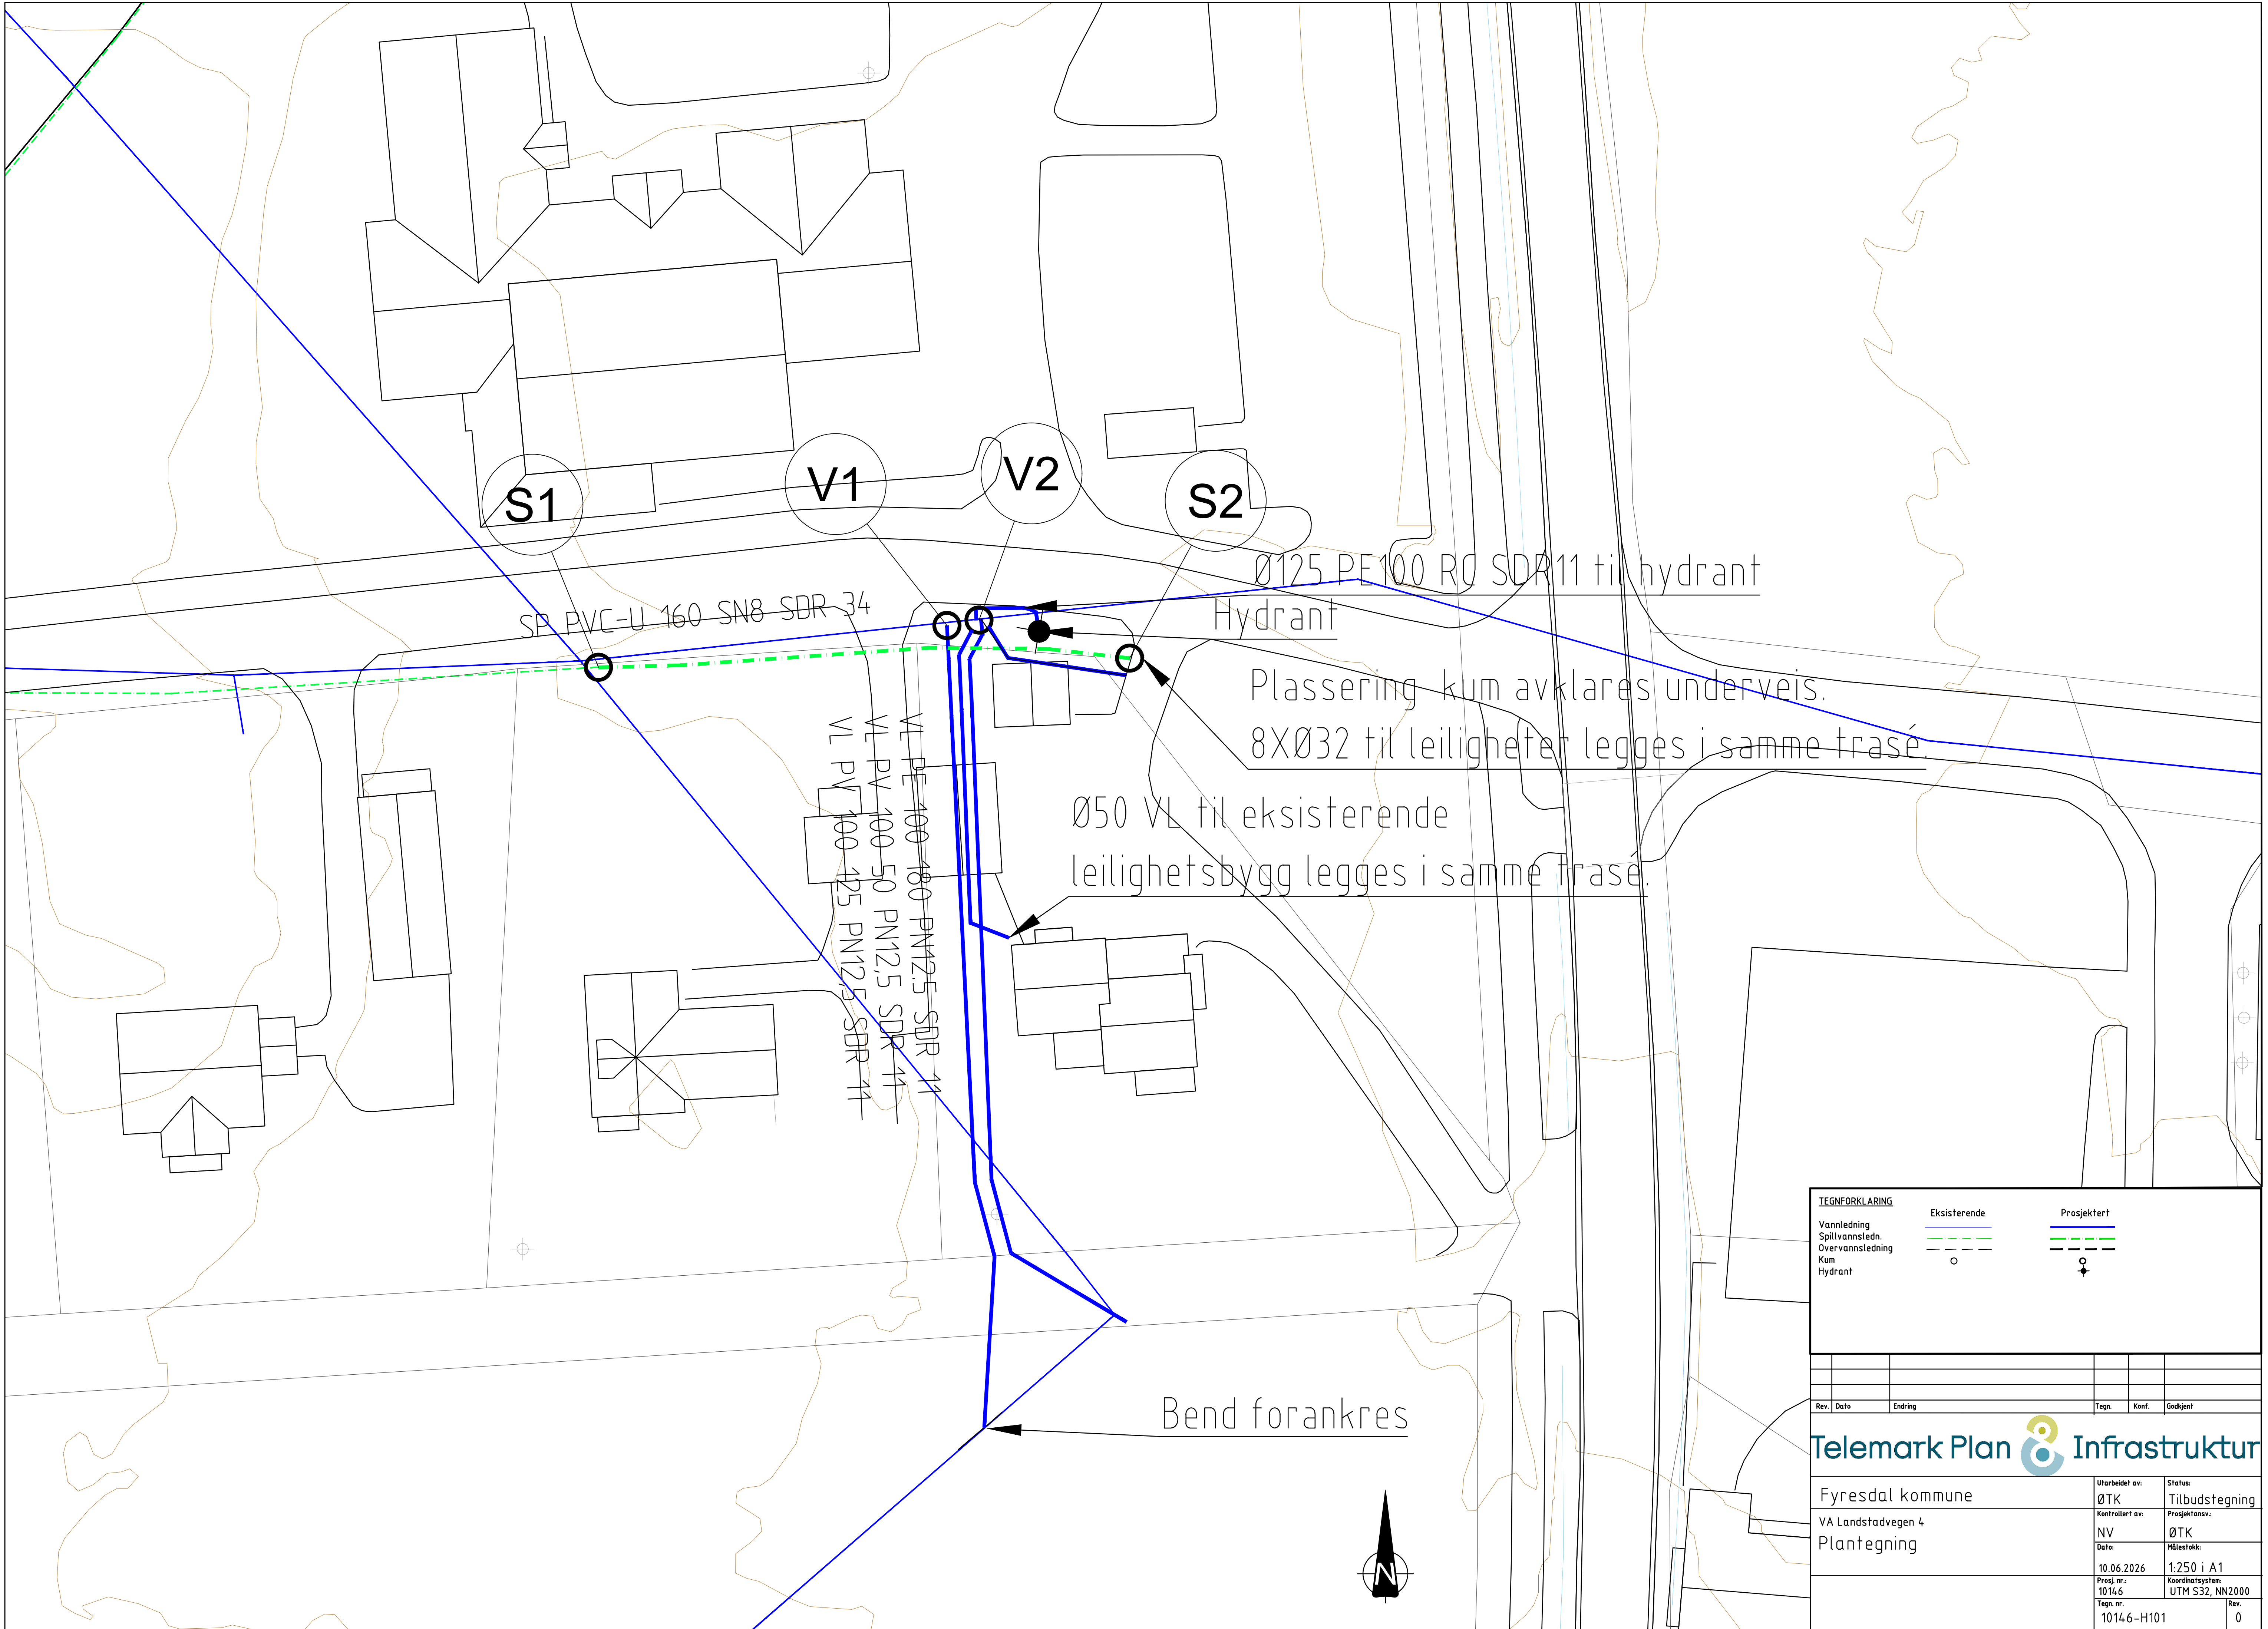 S1
V1
V2
S2
Ø125 PE100 RC SDR11 til hydrant
Hydrant
SP PVC-U 160 SN8 SDR 34
Plassering kum avklares underveis.
8XØ32 til leiligheter legges i samme trasé.
VL PE 100 180 PN12.5 SDR 11
VL PV 100 50 PN12,5 SDR 11
VL PV 100 125 PN12,5 SDR 11
Ø50 VL til eksisterende
leilighetsbygg legges i samme trasé.
Bend forankres
N
TEGNFORKLARING
Eksisterende Prosjektert
Vannledning
Spillvannsledn.
Overvannsledning
Kum
Hydrant
Rev. Dato Endring Tegn. Konf. Godkjent
Telemark Plan Infrastruktur
Fyresdal kommune
VA Landstadvegen 4
Plantegning
Utarbeidet av: Status:
ØTK Tilbudstegning
Kontrollert av: Prosjektansv.:
NV ØTK
Dato: Målestokk:
10.06.2026 1:250 i A1
Prosj. nr.: Koordinatsystem:
10146 UTM S32, NN2000
Tegn. nr. Rev.
10146-H101 0